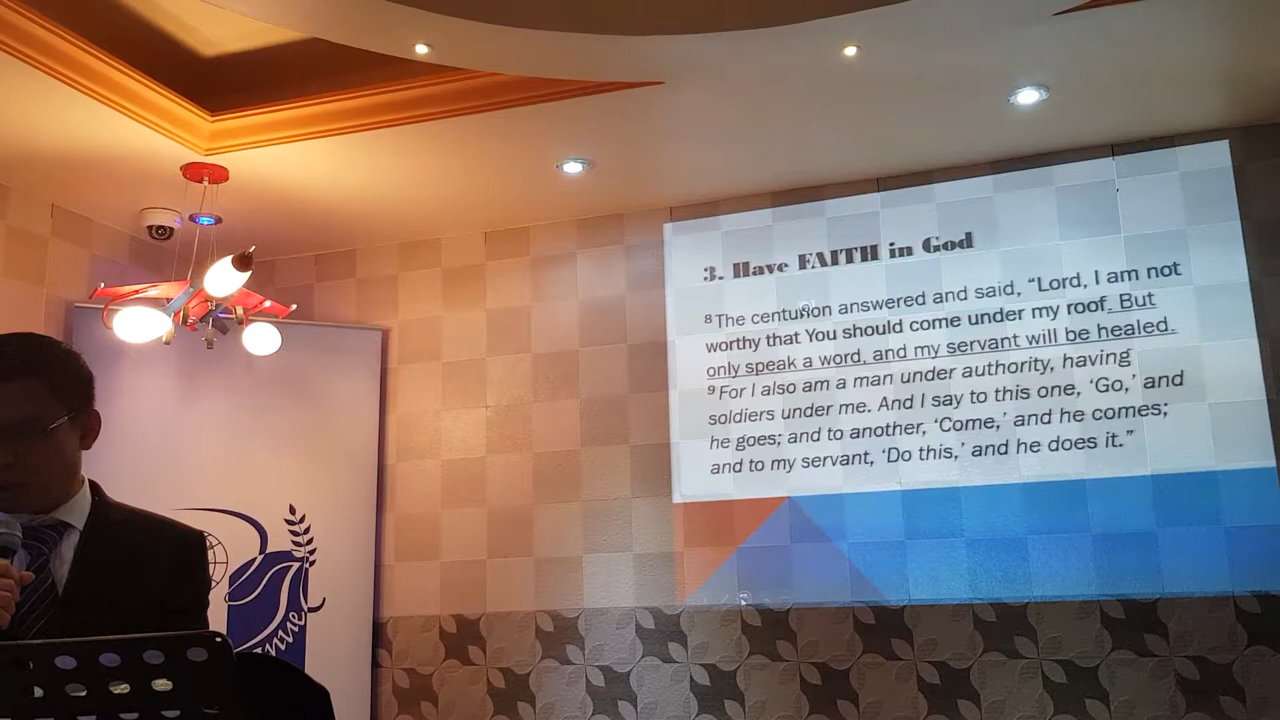 3. Have FAITH in God
8 The centurion answered and said, “Lord, I am not
worthy that You should come under my roof. But
only speak a word, and my servant will be healed.
9 For I also am a man under authority, having
soldiers under me. And I say to this one, ‘Go,’ and
he goes; and to another, ‘Come,’ and he comes;
and to my servant, ‘Do this,’ and he does it.”